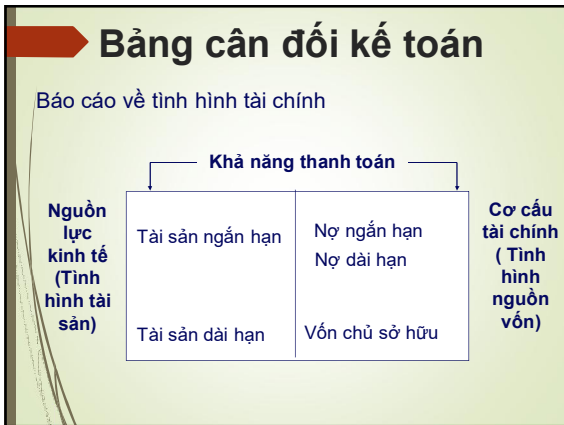 Bảng cân đối kế toán
Báo cáo về tình hình tài chính
Khả năng thanh toán
Nguồn
lực
kinh tế
(Tình
hình tài
sản)
Tài sản ngắn hạn
Tài sản dài hạn
Nợ ngắn hạn
Nợ dài hạn
Vốn chủ sở hữu
Cơ cấu
tài chính
( Tình
hình
nguồn
vốn)